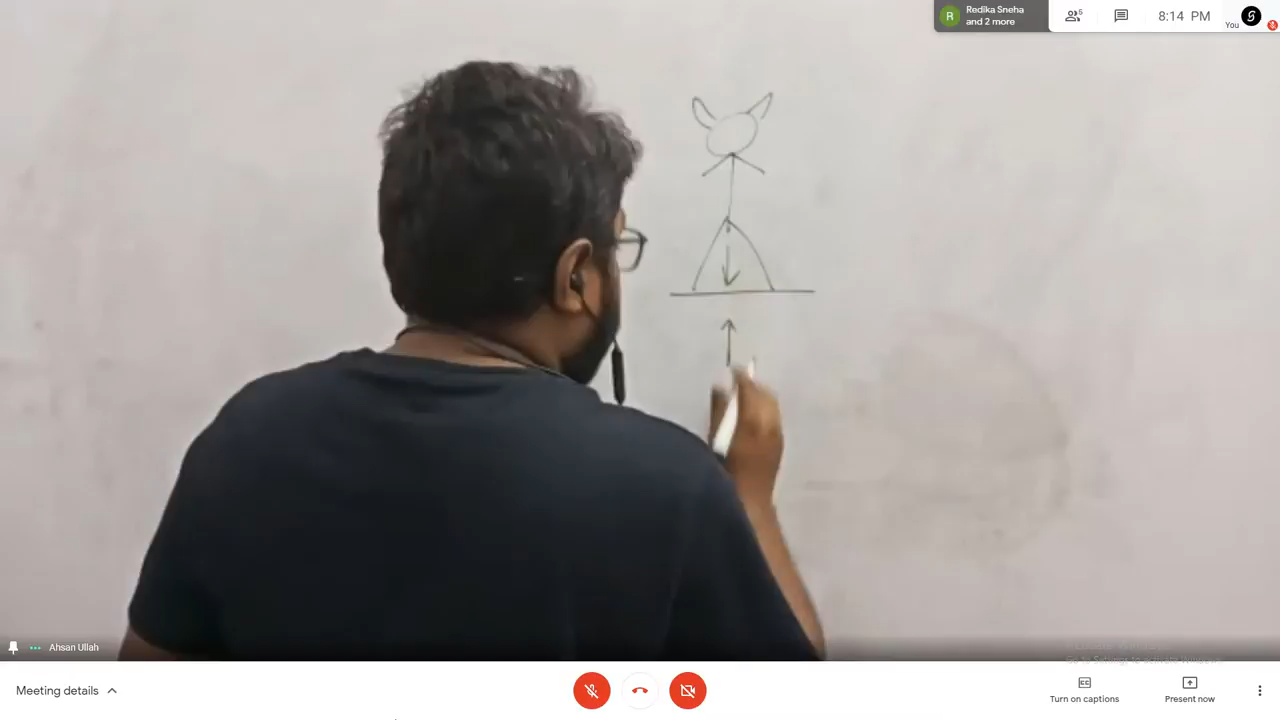 Redika Sneha
and 2 more
5
8:14 PM
You
R
Ahsan Ullah
Meeting details
Turn on captions
Present now